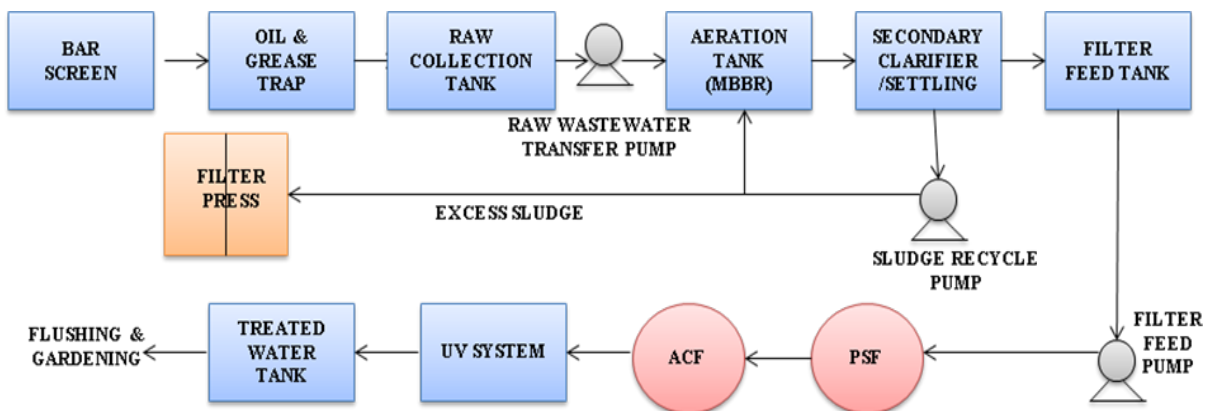 BAR
SCREEN
OIL &
GREASE
TRAP
RAW
COLLECTION
TANK
AERATION
TANK
(MBBR)
SECONDARY
CLARIFIER
/SETTLING
FILTER
FEED TANK
RAW WASTEWATER
TRANSFER PUMP
FILTER
PRESS
EXCESS SLUDGE
SLUDGE RECYCLE
PUMP
FLUSHING &
GARDENING
TREATED
WATER
TANK
UV SYSTEM
ACF
PSF
FILTER
FEED
PUMP